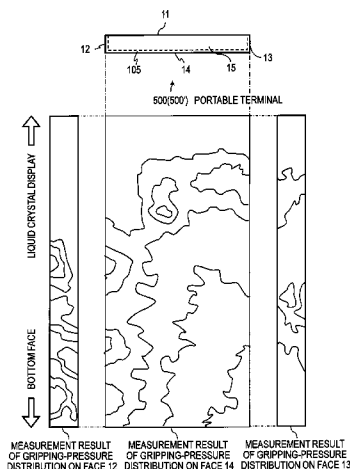 11
12
13
105
14
15
500(500') PORTABLE TERMINAL
LIQUID CRYSTAL DISPLAY
BOTTOM FACE
MEASUREMENT RESULT
OF GRIPPING-PRESSURE
DISTRIBUTION ON FACE 12
MEASUREMENT RESULT
OF GRIPPING-PRESSURE
DISTRIBUTION ON FACE 14
MEASUREMENT RESULT
OF GRIPPING-PRESSURE
DISTRIBUTION ON FACE 13